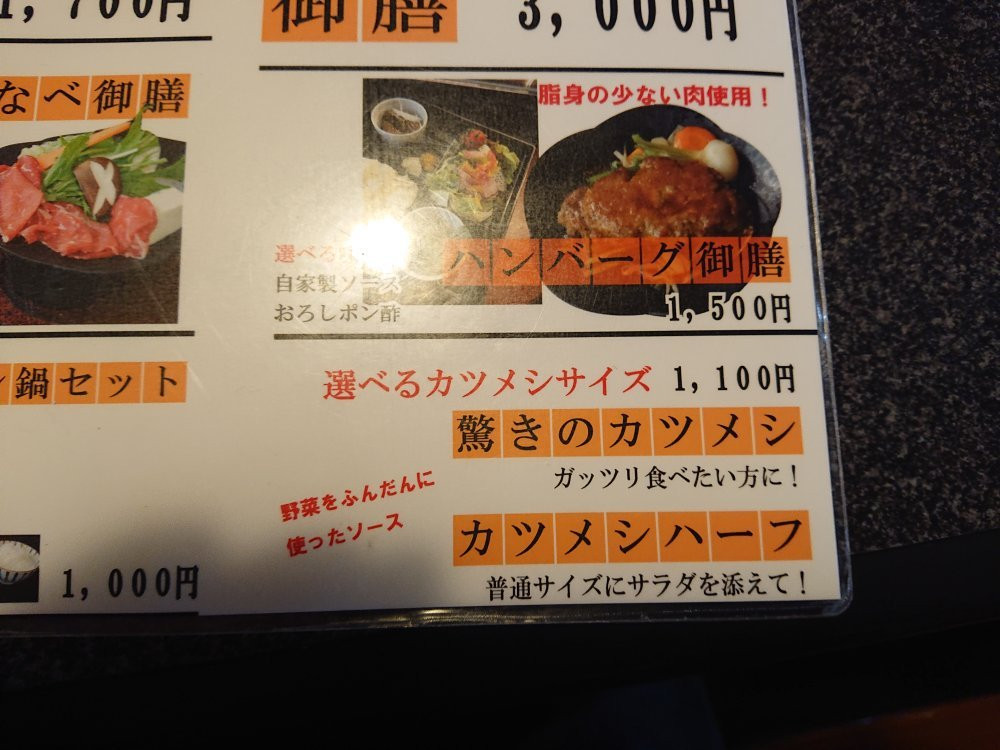 1,700円
なべ御膳
鍋セット
1,000円
御膳
3,000円
脂身の少ない肉使用！
選べる
自家製ソース
おろしポン酢
ハンバーグ御膳
1,500円
選べるカツメシサイズ 1,100円
驚きのカツメシ
ガッツリ食べたい方に！
野菜をふんだんに
使ったソース
カツメシハーフ
普通サイズにサラダを添えて！